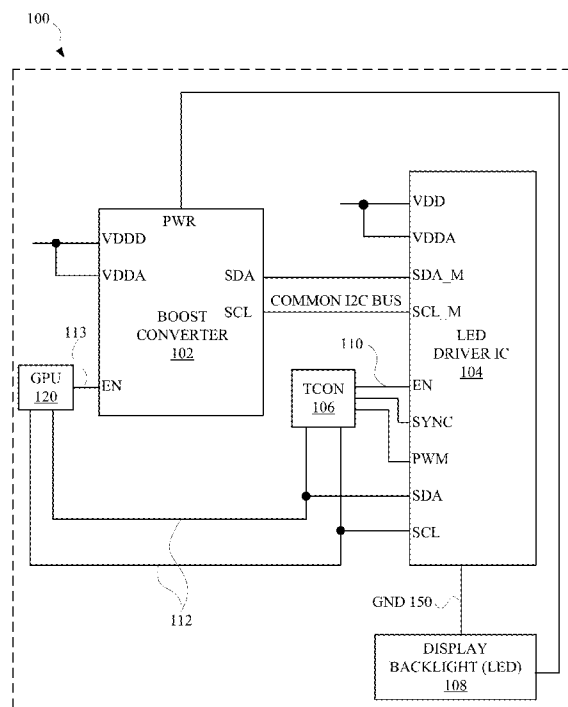 100
PWR
VDDD
VDDA
SDA
SCL
BOOST
CONVERTER
102
EN
113
GPU
120
COMMON I2C BUS
VDD
VDDA
SDA_M
SCL_M
LED
DRIVER IC
104
110
EN
TCON
106
SYNC
PWM
SDA
SCL
112
GND 150
DISPLAY
BACKLIGHT (LED)
108